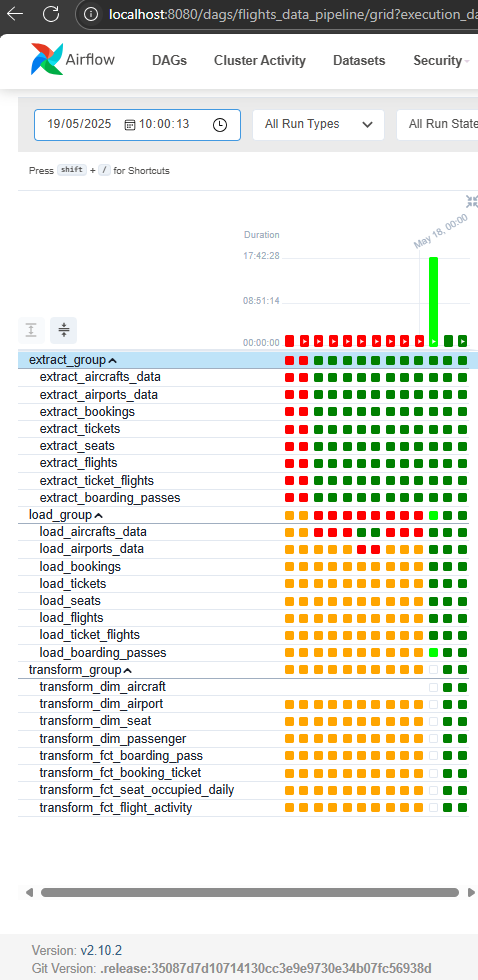 localhost:8080/dags/flights_data_pipeline/grid?execution_da
Airflow DAGs Cluster Activity Datasets Security
19/05/2025 10:00:13 All Run Types All Run State
Press shift + / for Shortcuts
May 18, 00:00
Duration
17:42:28
08:51:14
00:00:00
extract_group
extract_aircrafts_data
extract_airports_data
extract_bookings
extract_tickets
extract_seats
extract_flights
extract_ticket_flights
extract_boarding_passes
load_group
load_aircrafts_data
load_airports_data
load_bookings
load_tickets
load_seats
load_flights
load_ticket_flights
load_boarding_passes
transform_group
transform_dim_aircraft
transform_dim_airport
transform_dim_seat
transform_dim_passenger
transform_fct_boarding_pass
transform_fct_booking_ticket
transform_fct_seat_occupied_daily
transform_fct_flight_activity
Version: v2.10.2
Git Version: .release:35087d7d10714130cc3e9e9730e34b07fc56938d